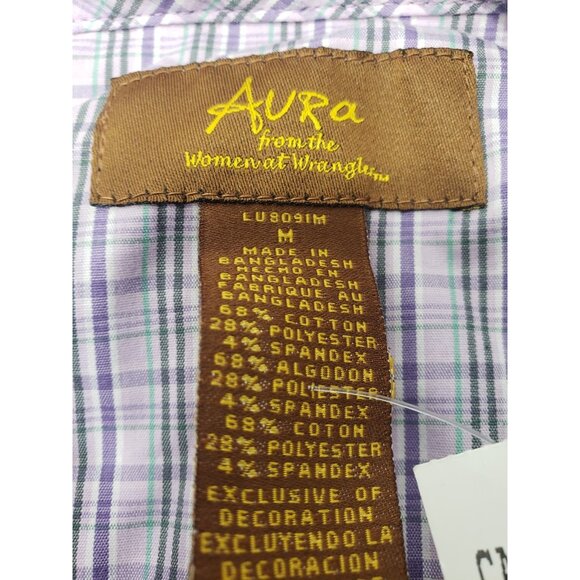 AURA
from the
Women at Wrangler™
LU8091M
M
MADE IN
BANGLADESH
HECHO EN
BANGLADESH
FABRIQUE AU
BANGLADESH
68% COTTON
28% POLYESTER
4% SPANDEX
68% ALGODON
28% POLIESTER
4% SPANDEX
68% COTON
28% POLYESTER
4% SPANDEX
EXCLUSIVE OF
DECORATION
EXCLUYENDO LA
DECORACION